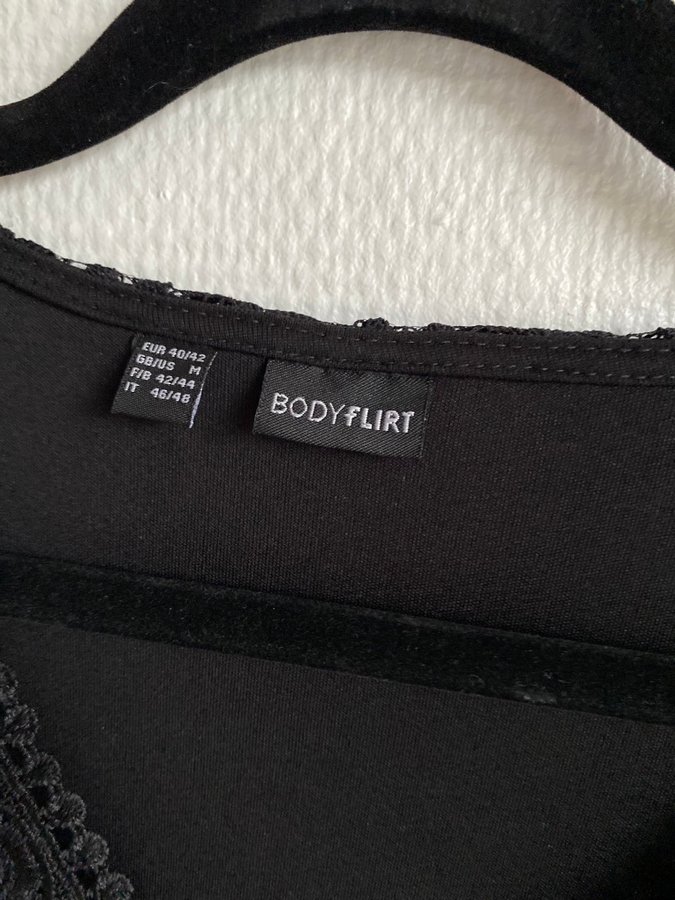 EUR 40/42
GB/US M
F/B 42/44
IT 46/48
BODYfLIRT